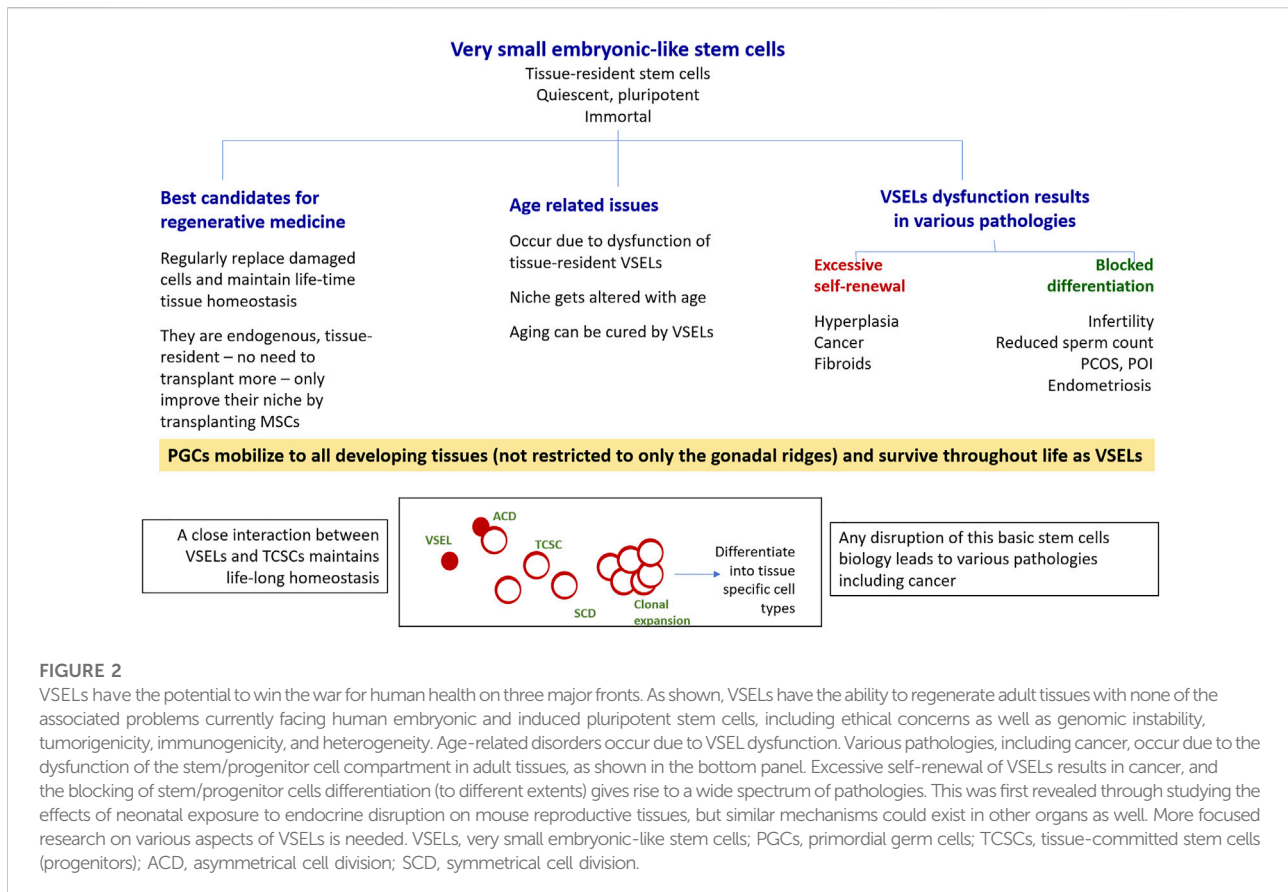 Very small embryonic-like stem cells
Tissue-resident stem cells
Quiescent, pluripotent
Immortal
Best candidates for
regenerative medicine
Regularly replace damaged
cells and maintain life-time
tissue homeostasis
They are endogenous, tissue-
resident – no need to
transplant more – only
improve their niche by
transplanting MSCs
Age related issues
Occur due to dysfunction of
tissue-resident VSELs
Niche gets altered with age
Aging can be cured by VSELs
VSELs dysfunction results
in various pathologies
Excessive
self-renewal
Hyperplasia
Cancer
Fibroids
Blocked
differentiation
Infertility
Reduced sperm count
PCOS, POI
Endometriosis
PGCs mobilize to all developing tissues (not restricted to only the gonadal ridges) and survive throughout life as VSELs
A close interaction between
VSELs and TCSCs maintains
life-long homeostasis
VSEL
ACD
TCSC
SCD
Clonal
expansion
Differentiate
into tissue
specific cell
types
Any disruption of this basic stem cells
biology leads to various pathologies
including cancer
FIGURE 2
VSELs have the potential to win the war for human health on three major fronts. As shown, VSELs have the ability to regenerate adult tissues with none of the
associated problems currently facing human embryonic and induced pluripotent stem cells, including ethical concerns as well as genomic instability,
tumorigenicity, immunogenicity, and heterogeneity. Age-related disorders occur due to VSEL dysfunction. Various pathologies, including cancer, occur due to the
dysfunction of the stem/progenitor cell compartment in adult tissues, as shown in the bottom panel. Excessive self-renewal of VSELs results in cancer, and
the blocking of stem/progenitor cells differentiation (to different extents) gives rise to a wide spectrum of pathologies. This was first revealed through studying the
effects of neonatal exposure to endocrine disruption on mouse reproductive tissues, but similar mechanisms could exist in other organs as well. More focused
research on various aspects of VSELs is needed. VSELs, very small embryonic-like stem cells; PGCs, primordial germ cells; TCSCs, tissue-committed stem cells
(progenitors); ACD, asymmetrical cell division; SCD, symmetrical cell division.